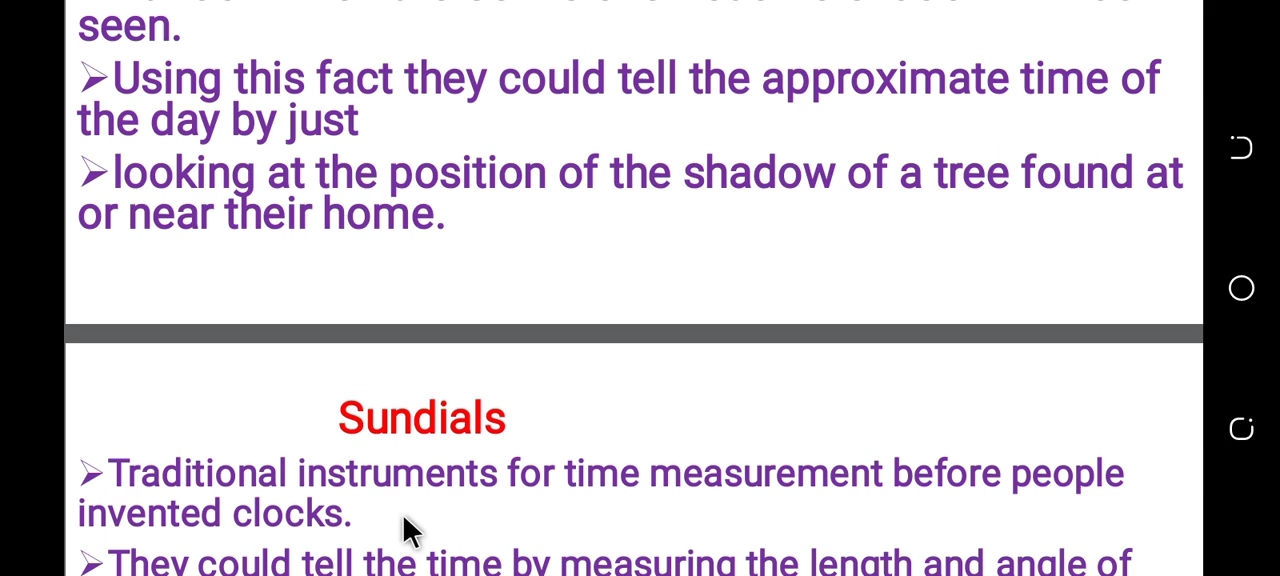 seen.
➢Using this fact they could tell the approximate time of
the day by just
➢looking at the position of the shadow of a tree found at
or near their home.
Sundials
➢Traditional instruments for time measurement before people
invented clocks.
➢They could tell the time by measuring the length and angle of